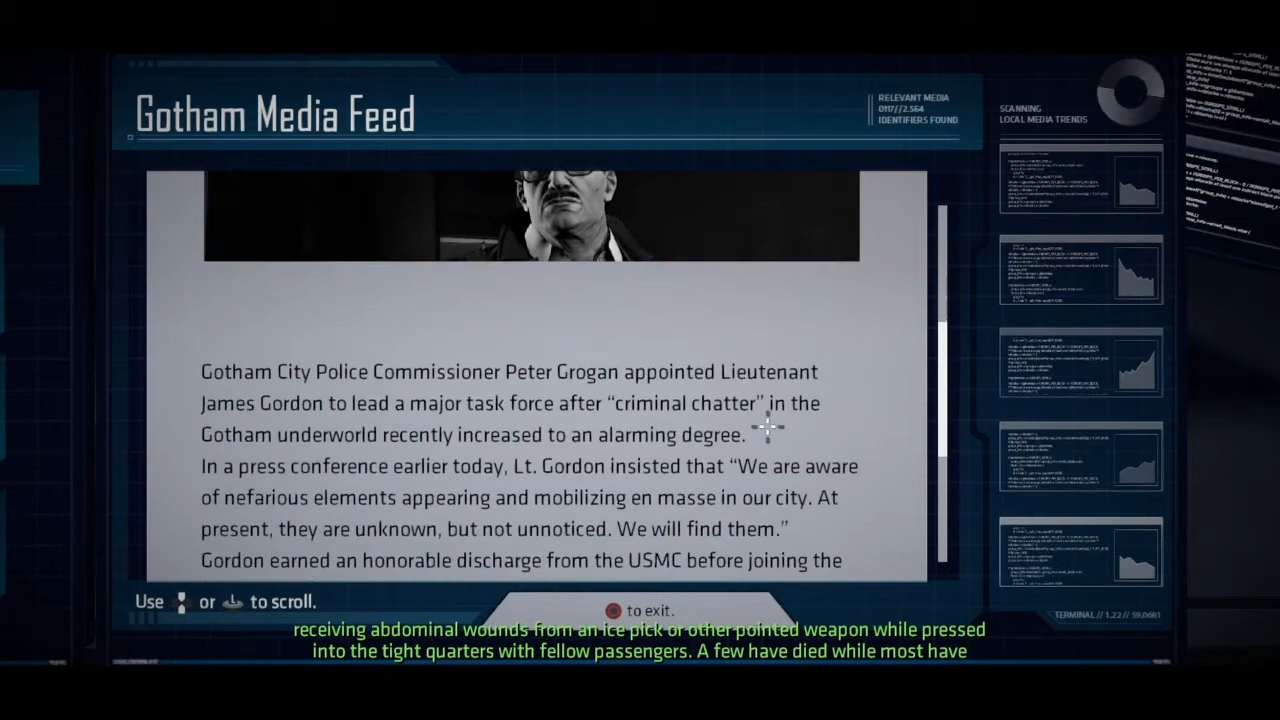 Gotham Media Feed
RELEVANT MEDIA
0117//2.564
IDENTIFIERS FOUND
SCANNING
LOCAL MEDIA TRENDS
Gotham City Police Commissioner Peter Grogan appointed Lieutenant
James Gordon to lead a major task force after “criminal chatter” in the
Gotham underworld recently increased to an alarming degree.
In a press conference earlier today, Lt. Gordon insisted that “We are aware
of nefarious elements appearing and mobilizing en masse in our city. At
present, they are unknown, but not unnoticed. We will find them.”
Gordon earned an honorable discharge from the USMC before joining the
Use or to scroll.
to exit.
TERMINAL // 1.22 // 59.0681
receiving abdominal wounds from an ice pick or other pointed weapon while pressed
into the tight quarters with fellow passengers. A few have died while most have